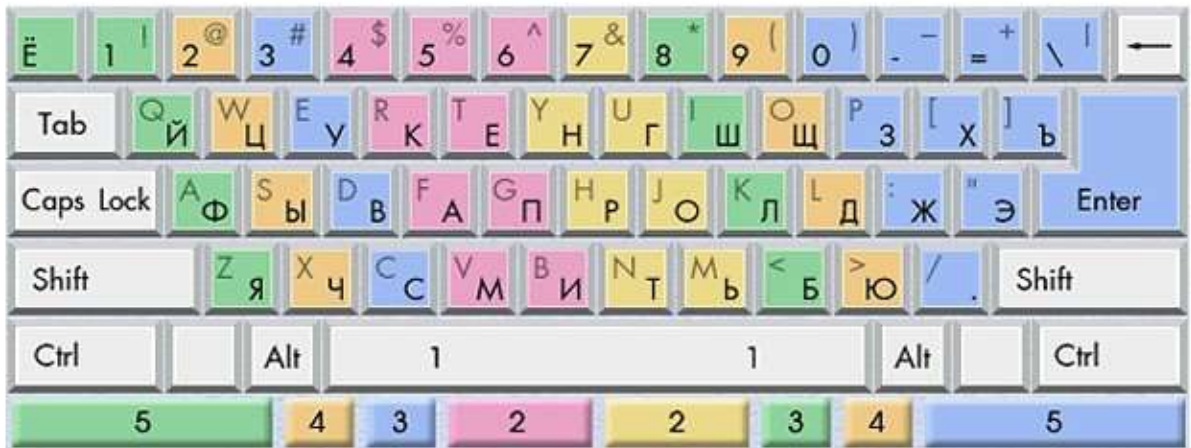 Ё 1 ! 2 @ 3 # 4 $ 5 % 6 ^ 7 & 8 * 9 ( 0 ) - _ = + \ | ←
Tab Q Й W Ц E У R К T Е Y Н U Г I Ш O Щ P З [ Х ] Ъ
Caps Lock A Ф S Ы D В F А G П H Р J О K Л L Д : Ж " Э Enter
Shift Z Я X Ч C С V М B И N Т M Ь < Б > Ю / . Shift
Ctrl Alt 1 1 Alt Ctrl
5 4 3 2 2 3 4 5